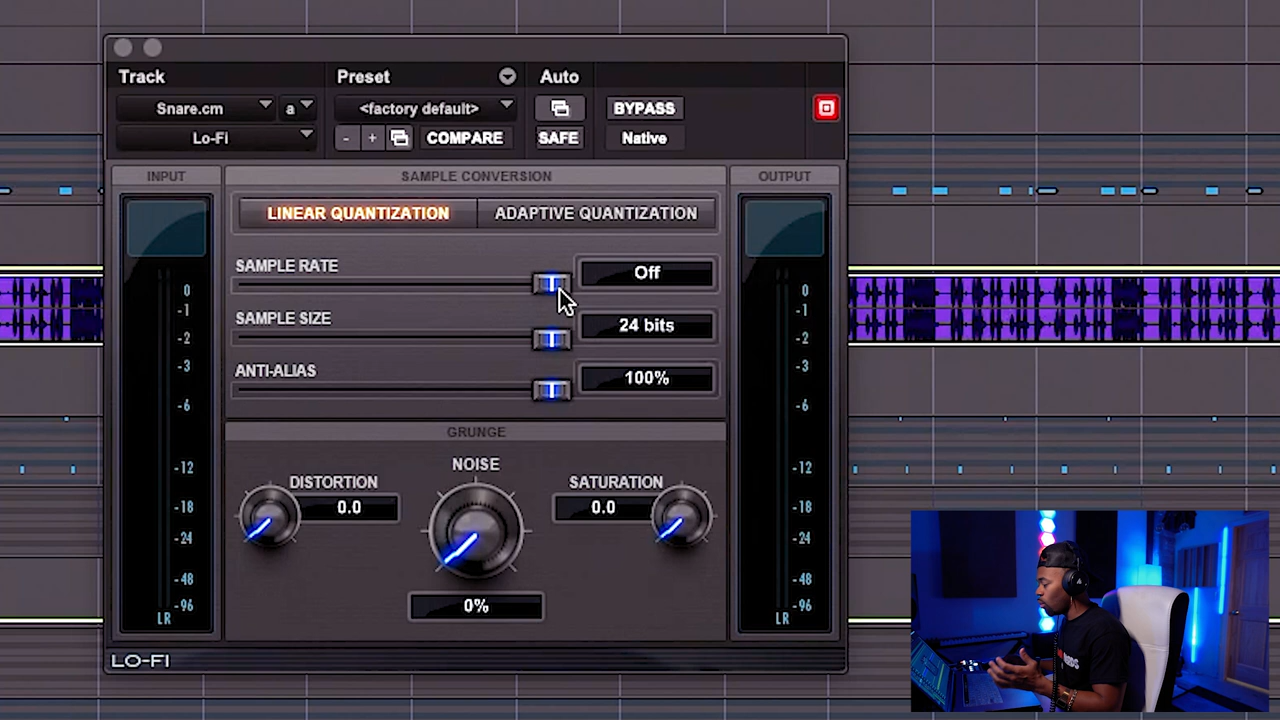 Track
Preset
Auto
Snare.cm
a
<factory default>
BYPASS
Lo-Fi
- + COMPARE
SAFE
Native
INPUT
SAMPLE CONVERSION
OUTPUT
LINEAR QUANTIZATION
ADAPTIVE QUANTIZATION
SAMPLE RATE
Off
SAMPLE SIZE
24 bits
ANTI-ALIAS
100%
0
-1
-2
-3
-6
-12
-18
-24
-48
-96
LR
GRUNGE
DISTORTION
0.0
NOISE
0%
SATURATION
0.0
0
-1
-2
-3
-6
-12
-18
-24
-48
-96
LR
LO-FI